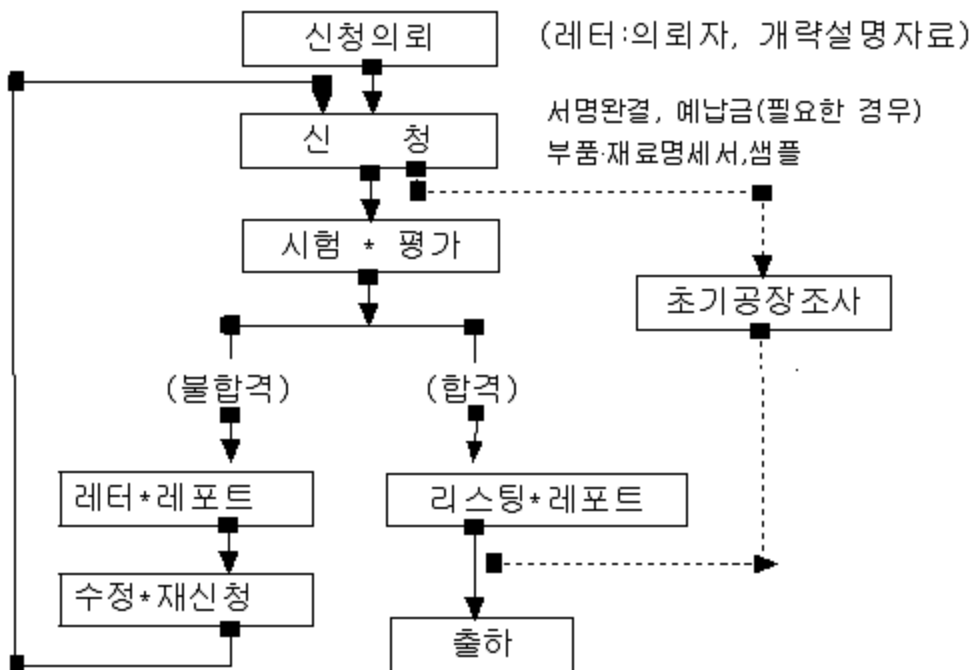 신청의뢰 (레터:의뢰자, 개략설명자료)
신 청
서명완결, 예납금(필요한 경우)
부품·재료명세서,샘플
시험 * 평가
초기공장조사
(불합격) (합격)
레터*레포트 리스팅*레포트
수정*재신청
출하